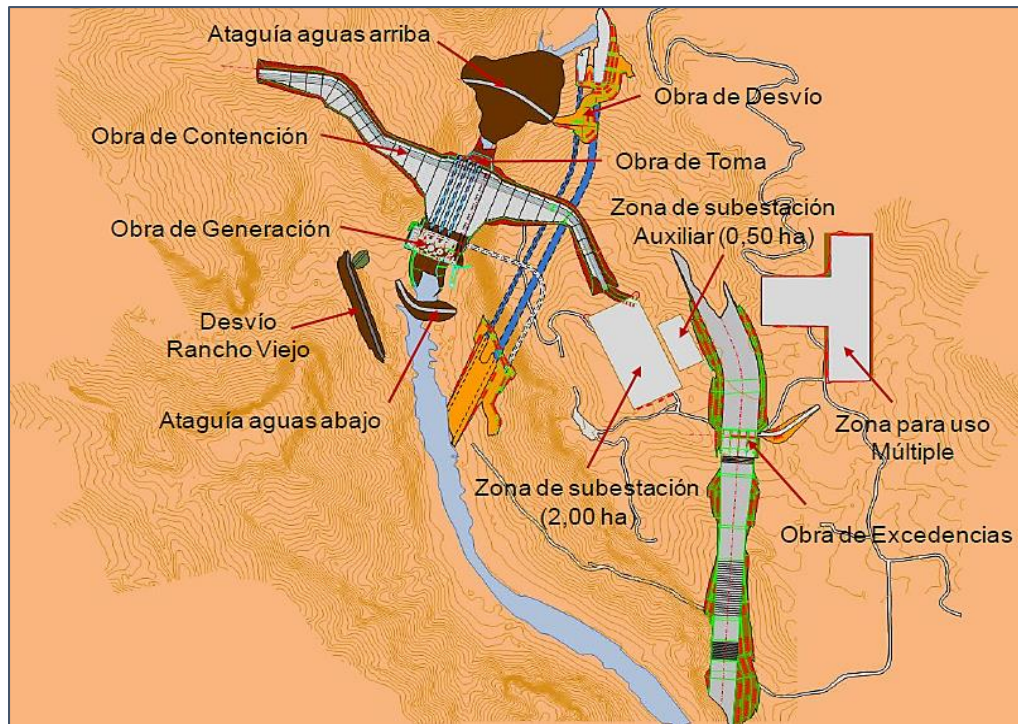 Ataguía aguas arriba
Obra de Desvío
Obra de Contención
Obra de Toma
Zona de subestación
Auxiliar (0,50 ha)
Obra de Generación
Desvío
Rancho Viejo
Ataguía aguas abajo
Zona para uso
Múltiple
Zona de subestación
(2,00 ha)
Obra de Excedencias